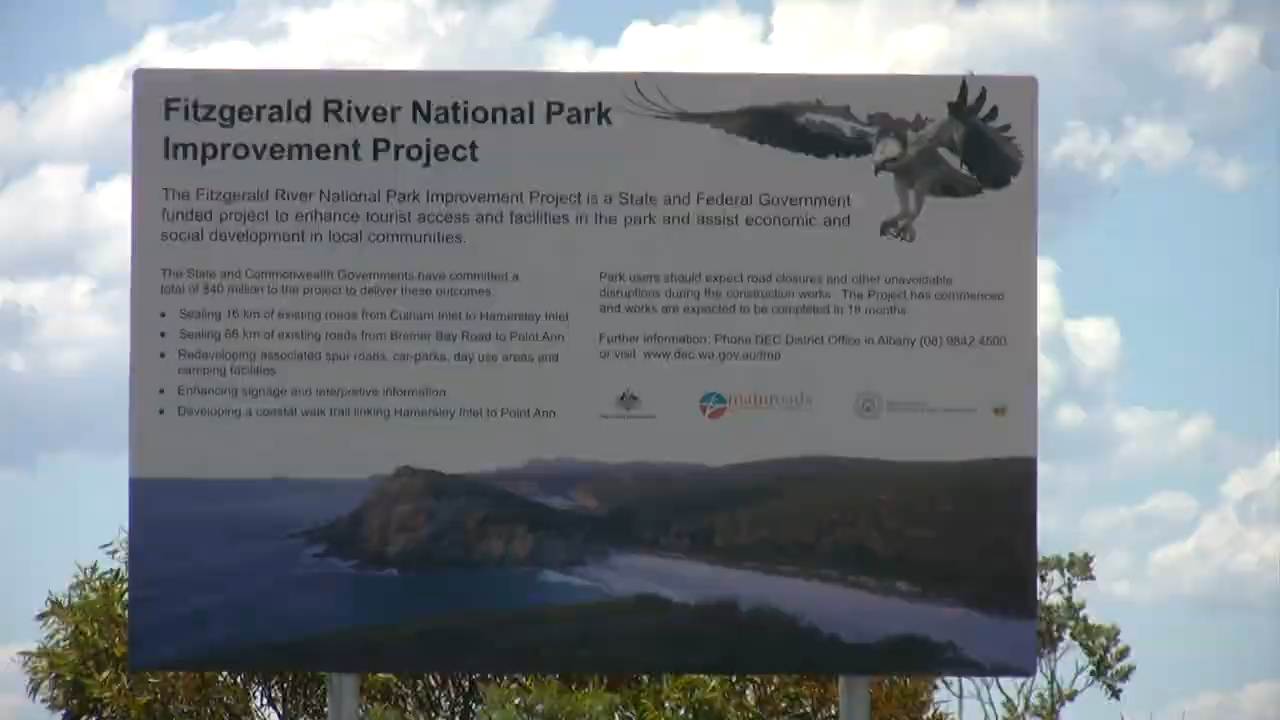 Fitzgerald River National Park
Improvement Project
The Fitzgerald River National Park Improvement Project is a State and Federal Government
funded project to enhance tourist access and facilities in the park and assist economic and
social development in local communities.
The State and Commonwealth Governments have committed a
total of $40 million to the project to deliver these outcomes:
• Sealing 16 km of existing roads from Culham Inlet to Hamersley Inlet
• Sealing 66 km of existing roads from Bremer Bay Road to Point Ann
• Redeveloping associated spur roads, car-parks, day use areas and
camping facilities
• Enhancing signage and interpretive information
• Developing a coastal walk trail linking Hamersley Inlet to Point Ann
Park users should expect road closures and other unavoidable
disruptions during the construction works. The Project has commenced
and works are expected to be completed in 18 months.
Further information: Phone DEC District Office in Albany (08) 9842 4500
or visit www.dec.wa.gov.au/frnp
mainroads